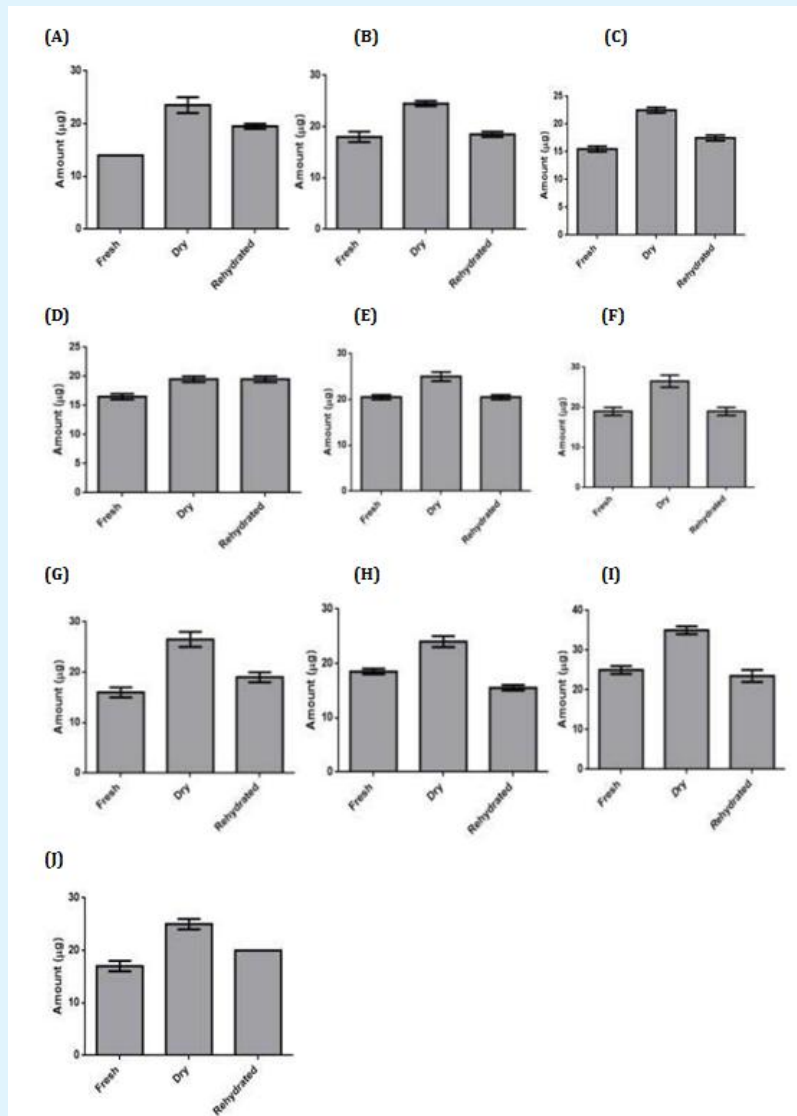 (A)
(B)
(C)
30
20
10
0
Amount (µg)
Fresh
Dry
Rehydrated
30
20
10
0
Amount (µg)
Fresh
Dry
Rehydrated
25
20
15
10
5
0
Amount (µg)
Fresh
Dry
Rehydrated
(D)
(E)
(F)
25
20
15
10
5
0
Amount (µg)
Fresh
Dry
Rehydrated
30
20
10
0
Amount (µg)
Fresh
Dry
Rehydrated
30
20
10
0
Amount (µg)
Fresh
Dry
Rehydrated
(G)
(H)
(I)
30
20
10
0
Amount (µg)
Fresh
Dry
Rehydrated
30
20
10
0
Amount (µg)
Fresh
Dry
Rehydrated
40
30
20
10
0
Amount (µg)
Fresh
Dry
Rehydrated
(J)
30
20
10
0
Amount (µg)
Fresh
Dry
Rehydrated